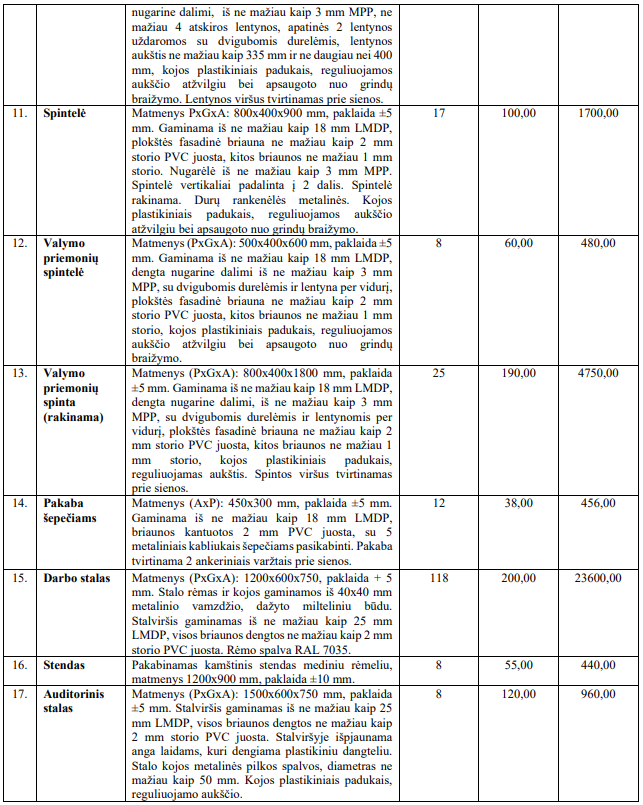 nugarine dalimi, iš ne mažiau kaip 3 mm MPP, ne
mažiau 4 atskiros lentynos, apatinės 2 lentynos
uždaromos su dvigubomis durelėmis, lentynos
aukštis ne mažiau kaip 335 mm ir ne daugiau nei 400
mm, kojos plastikiniais padukais, reguliuojamos
aukščio atžvilgiu bei apsaugoto nuo grindų
braižymo. Lentynos viršus tvirtinamas prie sienos.
11. Spintelė Matmenys PxGxA: 800x400x900 mm, paklaida ±5 17 100,00 1700,00
mm. Gaminama iš ne mažiau kaip 18 mm LMDP,
plokštės fasadinė briauna ne mažiau kaip 2 mm
storio PVC juosta, kitos briaunos ne mažiau 1 mm
storio. Nugarėlė iš ne mažiau kaip 3 mm MPP.
Spintelė vertikaliai padalinta į 2 dalis. Spintelė
rakinama. Durų rankenėlės metalinės. Kojos
plastikiniais padukais, reguliuojamos aukščio
atžvilgiu bei apsaugoto nuo grindų braižymo.
12. Valymo Matmenys (PxGxA): 500x400x600 mm, paklaida ±5 8 60,00 480,00
priemonių mm. Gaminama iš ne mažiau kaip 18 mm LMDP,
spintelė dengta nugarine dalimi iš ne mažiau kaip 3 mm
MPP, su dvigubomis durelėmis ir lentyna per vidurį,
plokštės fasadinė briauna ne mažiau kaip 2 mm
storio PVC juosta, kitos briaunos ne mažiau 1 mm
storio, kojos plastikiniais padukais, reguliuojamos
aukščio atžvilgiu bei apsaugoto nuo grindų
braižymo.
13. Valymo Matmenys (PxGxA): 800x400x1800 mm, paklaida 25 190,00 4750,00
priemonių ±5 mm. Gaminama iš ne mažiau kaip 18 mm LMDP,
spinta dengta nugarine dalimi, iš ne mažiau kaip 3 mm
(rakinama) MPP, su dvigubomis durelėmis ir lentynomis per
vidurį, plokštės fasadinė briauna ne mažiau kaip 2
mm storio PVC juosta, kitos briaunos ne mažiau 1
mm storio, kojos plastikiniais padukais,
reguliuojamas aukštis. Spintos viršus tvirtinamas
prie sienos.
14. Pakaba Matmenys (AxP): 450x300 mm, paklaida ±5 mm. 12 38,00 456,00
šepečiams Gaminama iš ne mažiau kaip 18 mm LMDP,
briaunos kantuotos 2 mm PVC juosta, su 5
metaliniais kabliukais šepečiams pasikabinti. Pakaba
tvirtinama 2 ankeriniais varžtais prie sienos.
15. Darbo stalas Matmenys (PxGxA): 1200x600x750, paklaida + 5 118 200,00 23600,00
mm. Stalo rėmas ir kojos gaminamos iš 40x40 mm
metalinio vamzdžio, dažyto milteliniu būdu.
Stalviršis gaminamas iš ne mažiau kaip 25 mm
LMDP, visos briaunos dengtos ne mažiau kaip 2 mm
storio PVC juosta. Rėmo spalva RAL 7035.
16. Stendas Pakabinamas kamštinis stendas mediniu rėmeliu, 8 55,00 440,00
matmenys 1200x900 mm, paklaida ±10 mm.
17. Auditorinis Matmenys (PxGxA): 1500x600x750 mm, paklaida 8 120,00 960,00
stalas ±5 mm. Stalviršis gaminamas iš ne mažiau kaip 25
mm LMDP, visos briaunos dengtos ne mažiau kaip
2 mm storio PVC juosta. Stalviršyje išpjaunama
anga laidams, kuri dengiama plastikiniu dangteliu.
Stalo kojos metalinės pilkos spalvos, diametras ne
mažiau kaip 50 mm. Kojos plastikiniais padukais,
reguliuojamo aukščio.